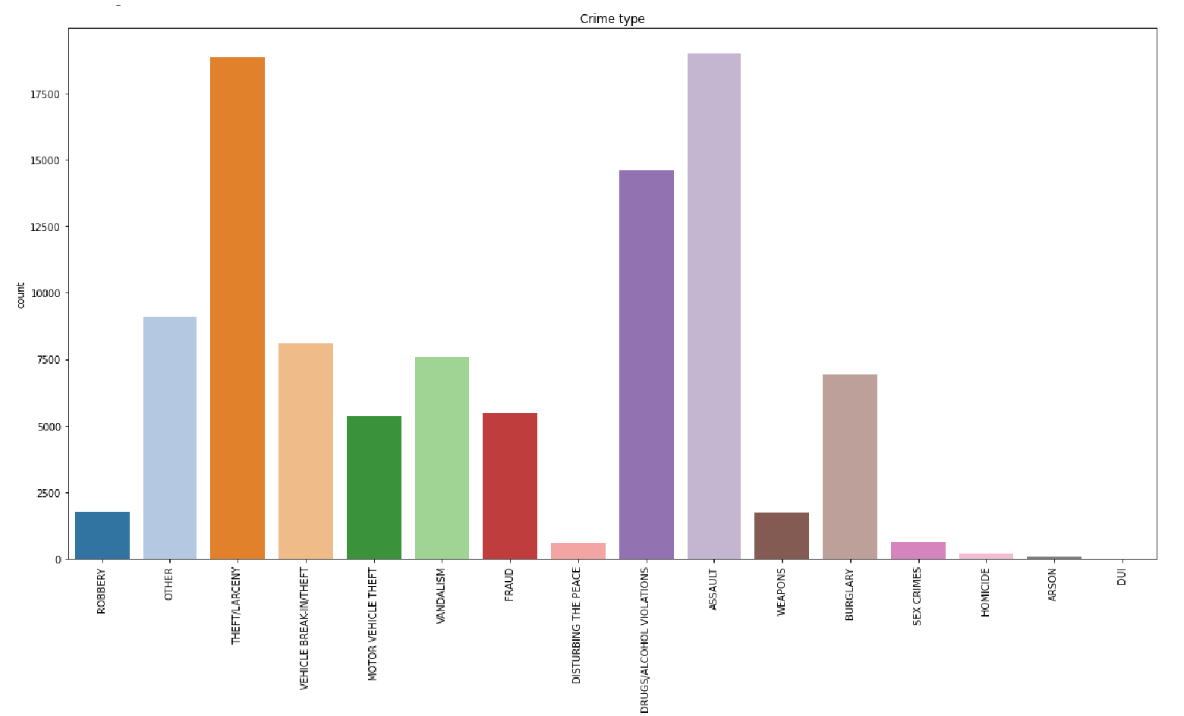 Crime type
17500
15000
12500
10000
7500
5000
2500
0
count
ROBBERY
OTHER
THEFT/LARCENY
VEHICLE BREAK-IN/THEFT
MOTOR VEHICLE THEFT
VANDALISM
FRAUD
DISTURBING THE PEACE
DRUGS/ALCOHOL VIOLATIONS
ASSAULT
WEAPONS
BURGLARY
SEX CRIMES
HOMICIDE
ARSON
DUI